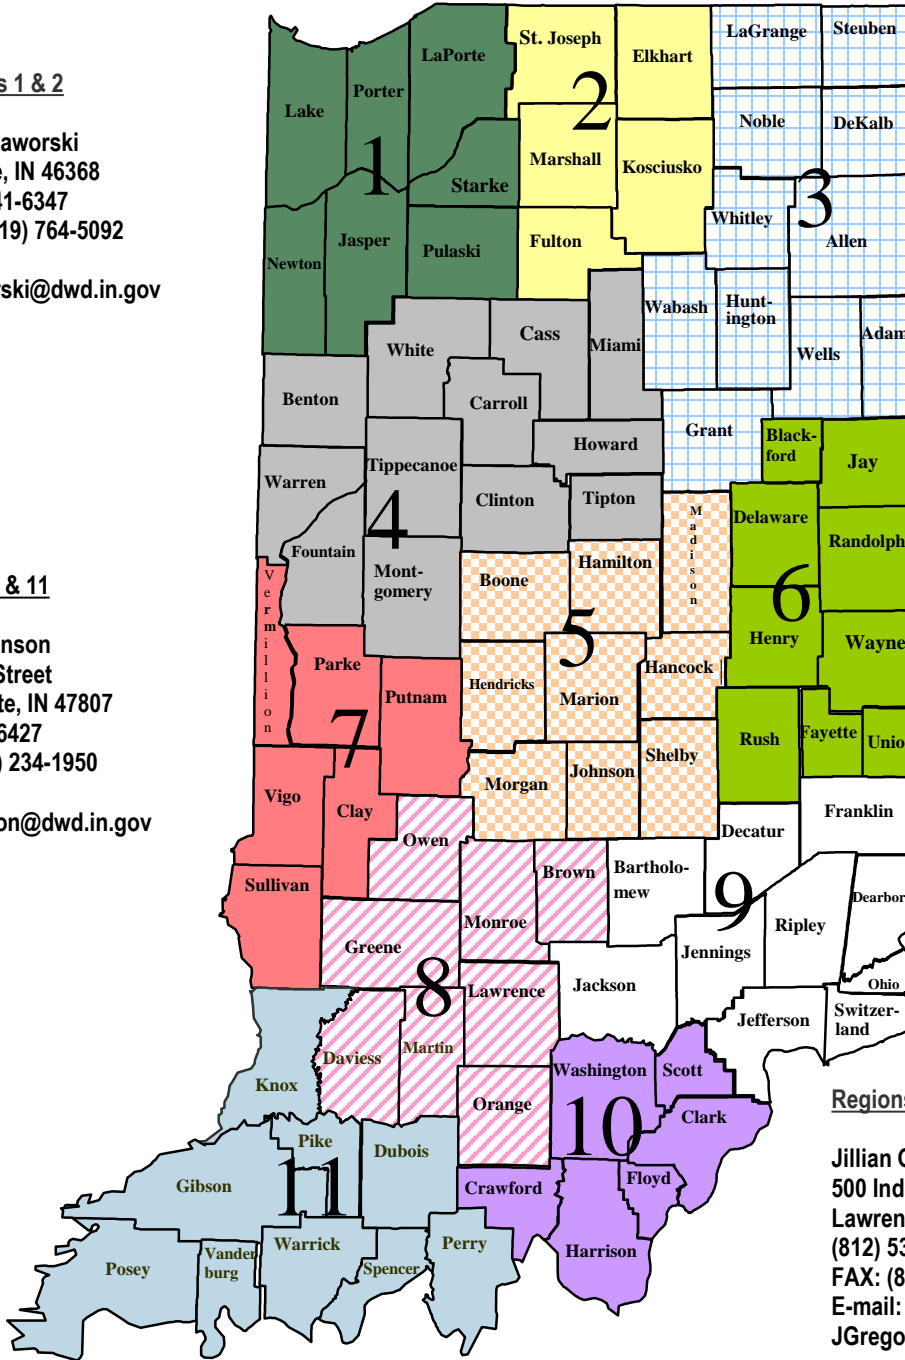 s 1 & 2
aworski
e, IN 46368
41-6347
19) 764-5092
rski@dwd.in.gov
& 11
nson
Street
te, IN 47807
6427
) 234-1950
on@dwd.in.gov
LaPorte
St. Joseph
Elkhart
LaGrange
Steuben
Lake
Porter
1
2
Noble
DeKalb
Marshall
Kosciusko
Starke
3
Whitley
Newton
Jasper
Pulaski
Fulton
Allen
Wabash
Hunt-
ington
Adam
White
Cass
Miami
Wells
Benton
Carroll
Grant
Black-
ford
Jay
Howard
Tippecanoe
Warren
Clinton
Tipton
Madison
Delaware
4
Randolph
Fountain
Mont-
gomery
Boone
Hamilton
Vermillion
6
5
Henry
Wayne
Parke
Putnam
Hendricks
Marion
Hancock
7
Rush
Fayette
Unio
Vigo
Clay
Morgan
Johnson
Shelby
Franklin
Decatur
Owen
Brown
Bartholo-
mew
Sullivan
9
Dearbor
Monroe
Ripley
Greene
Jennings
8
Lawrence
Jackson
Ohio
Jefferson
Switzer-
land
Daviess
Martin
Knox
Washington
Scott
Orange
10
Clark
Pike
Dubois
Gibson
11
Crawford
Floyd
Warrick
Perry
Harrison
Posey
Vander
burg
Spencer
Regions
Jillian G
500 Ind
Lawren
(812) 53
FAX: (8
E-mail:
JGrego